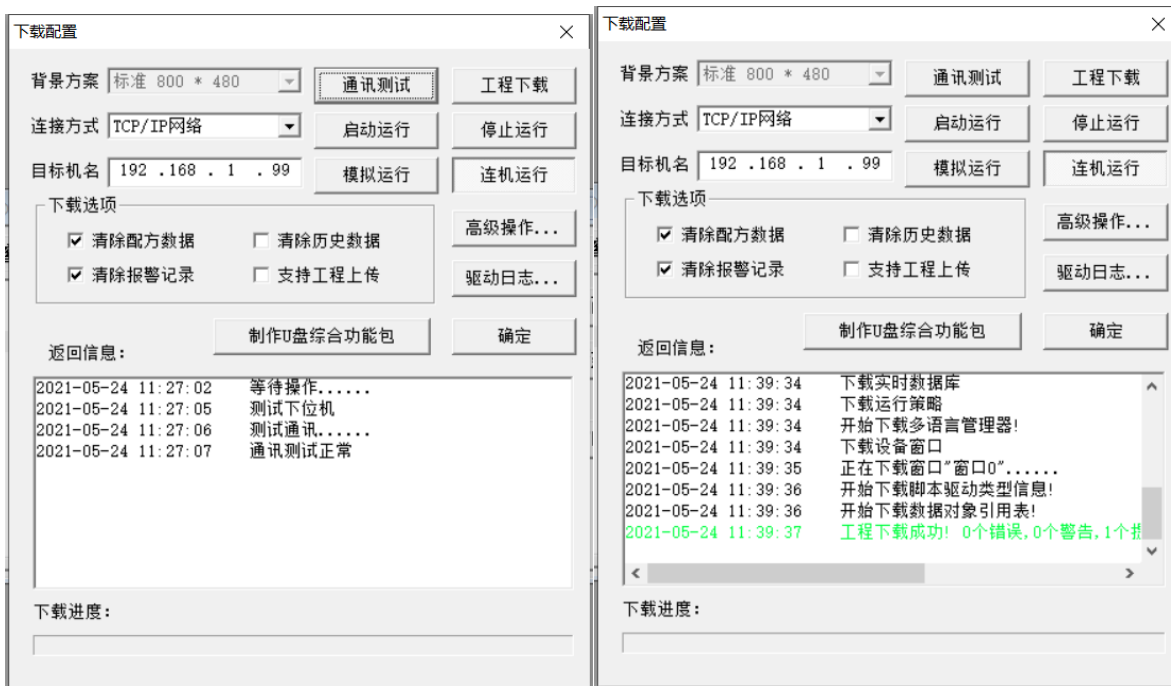 下载配置
背景方案 标准 800 * 480 通讯测试 工程下载
连接方式 TCP/IP网络 启动运行 停止运行
目标机名 192 .168 . 1 . 99 模拟运行 连机运行
下载选项
清除配方数据 清除历史数据 高级操作...
清除报警记录 支持工程上传 驱动日志...
制作U盘综合功能包 确定
返回信息:
2021-05-24 11:27:02 等待操作......
2021-05-24 11:27:05 测试下位机
2021-05-24 11:27:06 测试通讯......
2021-05-24 11:27:07 通讯测试正常
下载进度:
下载配置
背景方案 标准 800 * 480 通讯测试 工程下载
连接方式 TCP/IP网络 启动运行 停止运行
目标机名 192 .168 . 1 . 99 模拟运行 连机运行
下载选项
清除配方数据 清除历史数据 高级操作...
清除报警记录 支持工程上传 驱动日志...
制作U盘综合功能包 确定
返回信息:
2021-05-24 11:39:34 下载实时数据库
2021-05-24 11:39:34 下载运行策略
2021-05-24 11:39:34 开始下载多语言管理器!
2021-05-24 11:39:34 下载设备窗口
2021-05-24 11:39:35 正在下载窗口"窗口0"......
2021-05-24 11:39:36 开始下载脚本驱动类型信息!
2021-05-24 11:39:36 开始下载数据对象引用表!
2021-05-24 11:39:37 工程下载成功! 0个错误,0个警告,1个
下载进度: